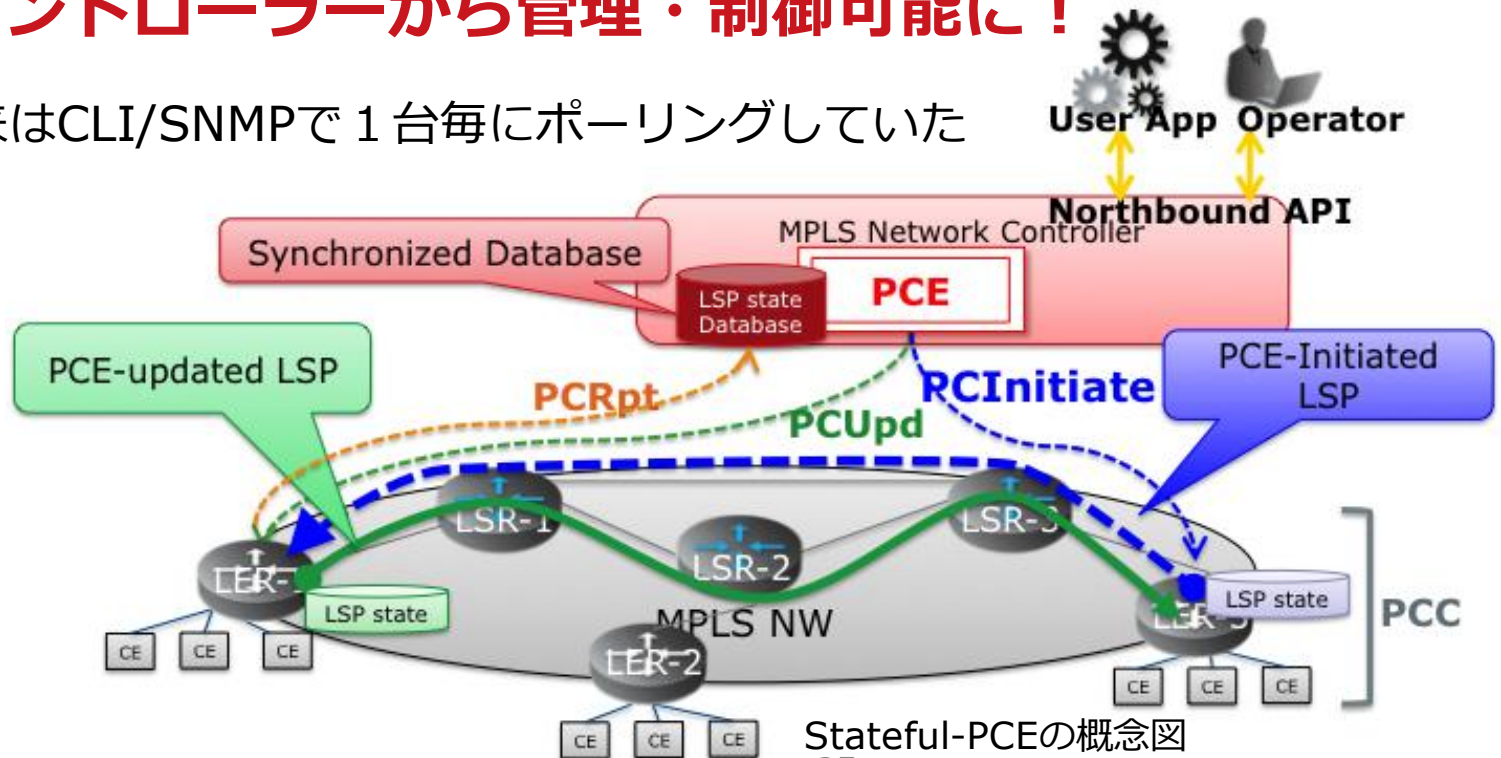 ントローラーから管理・制御可能に！
はCLI/SNMPで１台毎にポーリングしていた
User App Operator
Northbound API
MPLS Network Controller
Synchronized Database
LSP state
Database
PCE
PCE-updated LSP
PCE-Initiated
LSP
PCRpt
PCInitiate
PCUpd
LSR-1
LSR-3
LSR-2
LER-
LSP state
LSP state
LER-3
PCC
MPLS NW
LER-2
CE
CE
CE
CE
CE
CE
CE
CE
CE
Stateful-PCEの概念図